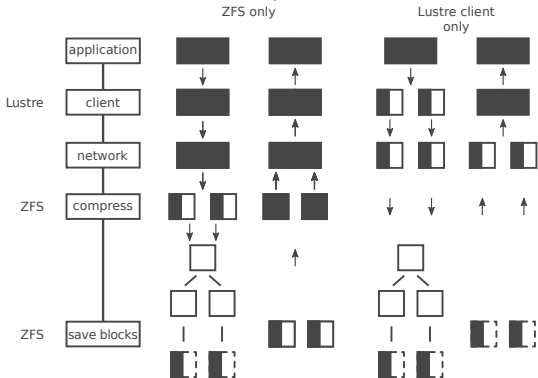 ZFS only
Lustre client
only
application
Lustre
client
network
ZFS
compress
ZFS
save blocks